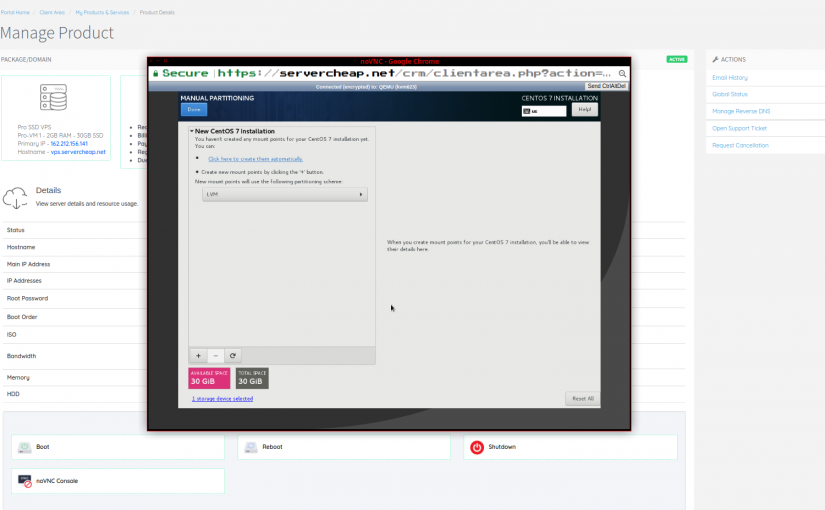 Portal Home / Client Area / My Products & Services / Product Details
Manage Product
PACKAGE/DOMAIN
ACTIVE
Pro SSD VPS
Pro-VM 1 - 2GB RAM - 30GB SSD
Primary IP - 162.212.156.141
Hostname - vps.servercheap.net
Rec
Bill
Pay
Reg
Due
Details
View server details and resource usage.
Status
Hostname
Main IP Address
IP Addresses
Root Password
Boot Order
ISO
Bandwidth
Memory
HDD
Boot
Reboot
Shutdown
noVNC Console
ACTIONS
Email History
Global Status
Manage Reverse DNS
Open Support Ticket
Request Cancellation
noVNC - Google Chrome
Secure | https://servercheap.net/crm/clientarea.php?action=...
Connected (encrypted) to: QEMU (kvm623)
Send CtrlAltDel
MANUAL PARTITIONING
CENTOS 7 INSTALLATION
Done
us
Help!
New CentOS 7 Installation
You haven't created any mount points for your CentOS 7 installation yet.
You can:
Click here to create them automatically.
Create new mount points by clicking the '+' button.
New mount points will use the following partitioning scheme:
LVM
When you create mount points for your CentOS 7 installation, you'll be able to view
their details here.
+ -
AVAILABLE SPACE
30 GiB
TOTAL SPACE
30 GiB
1 storage device selected
Reset All